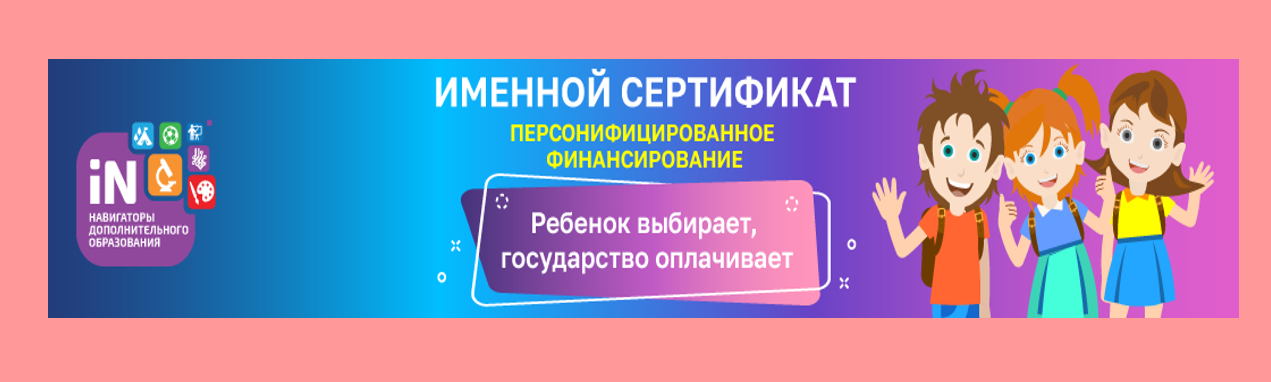 ИМЕННОЙ СЕРТИФИКАТ
ПЕРСОНИФИЦИРОВАННОЕ
ФИНАНСИРОВАНИЕ
Ребенок выбирает,
государство оплачивает
iN
НАВИГАТОРЫ
ДОПОЛНИТЕЛЬНОГО
ОБРАЗОВАНИЯ